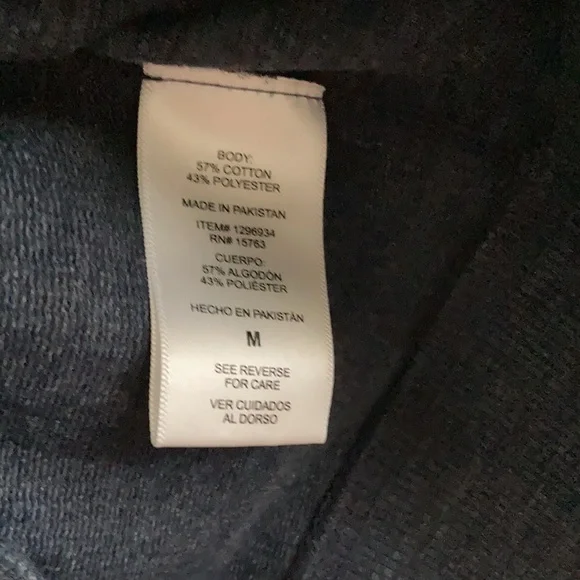 BODY:
57% COTTON
43% POLYESTER
MADE IN PAKISTAN
ITEM# 1296934
RN# 15763
CUERPO:
57% ALGODÓN
43% POLIÉSTER
HECHO EN PAKISTÁN
M
SEE REVERSE
FOR CARE
VER CUIDADOS
AL DORSO